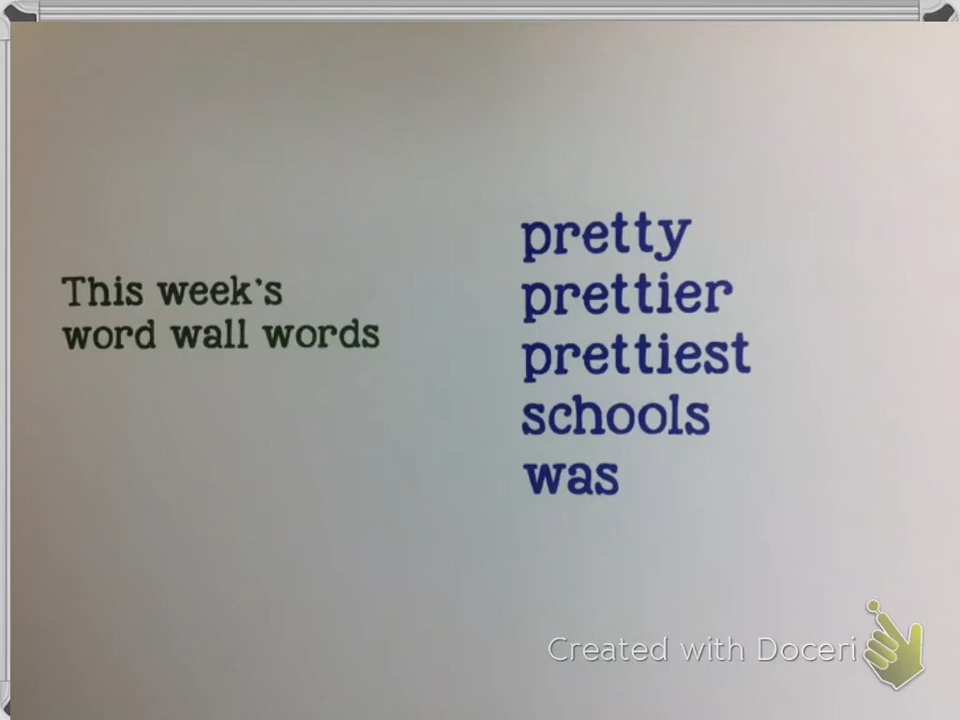 This week's
word wall words
pretty
prettier
prettiest
schools
was
Created with Doceri